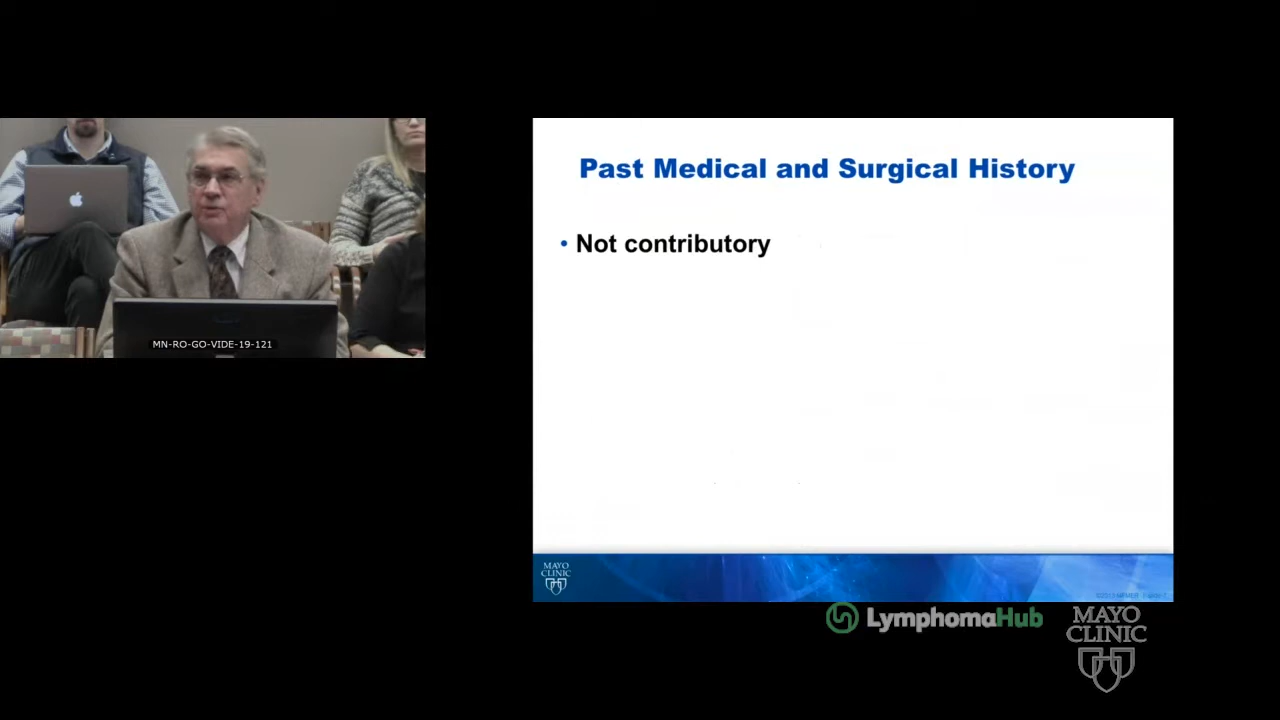 Past Medical and Surgical History
• Not contributory
MN-RO-GO-VIDE-19-121
MAYO
CLINIC
LymphomaHub
MAYO
CLINIC